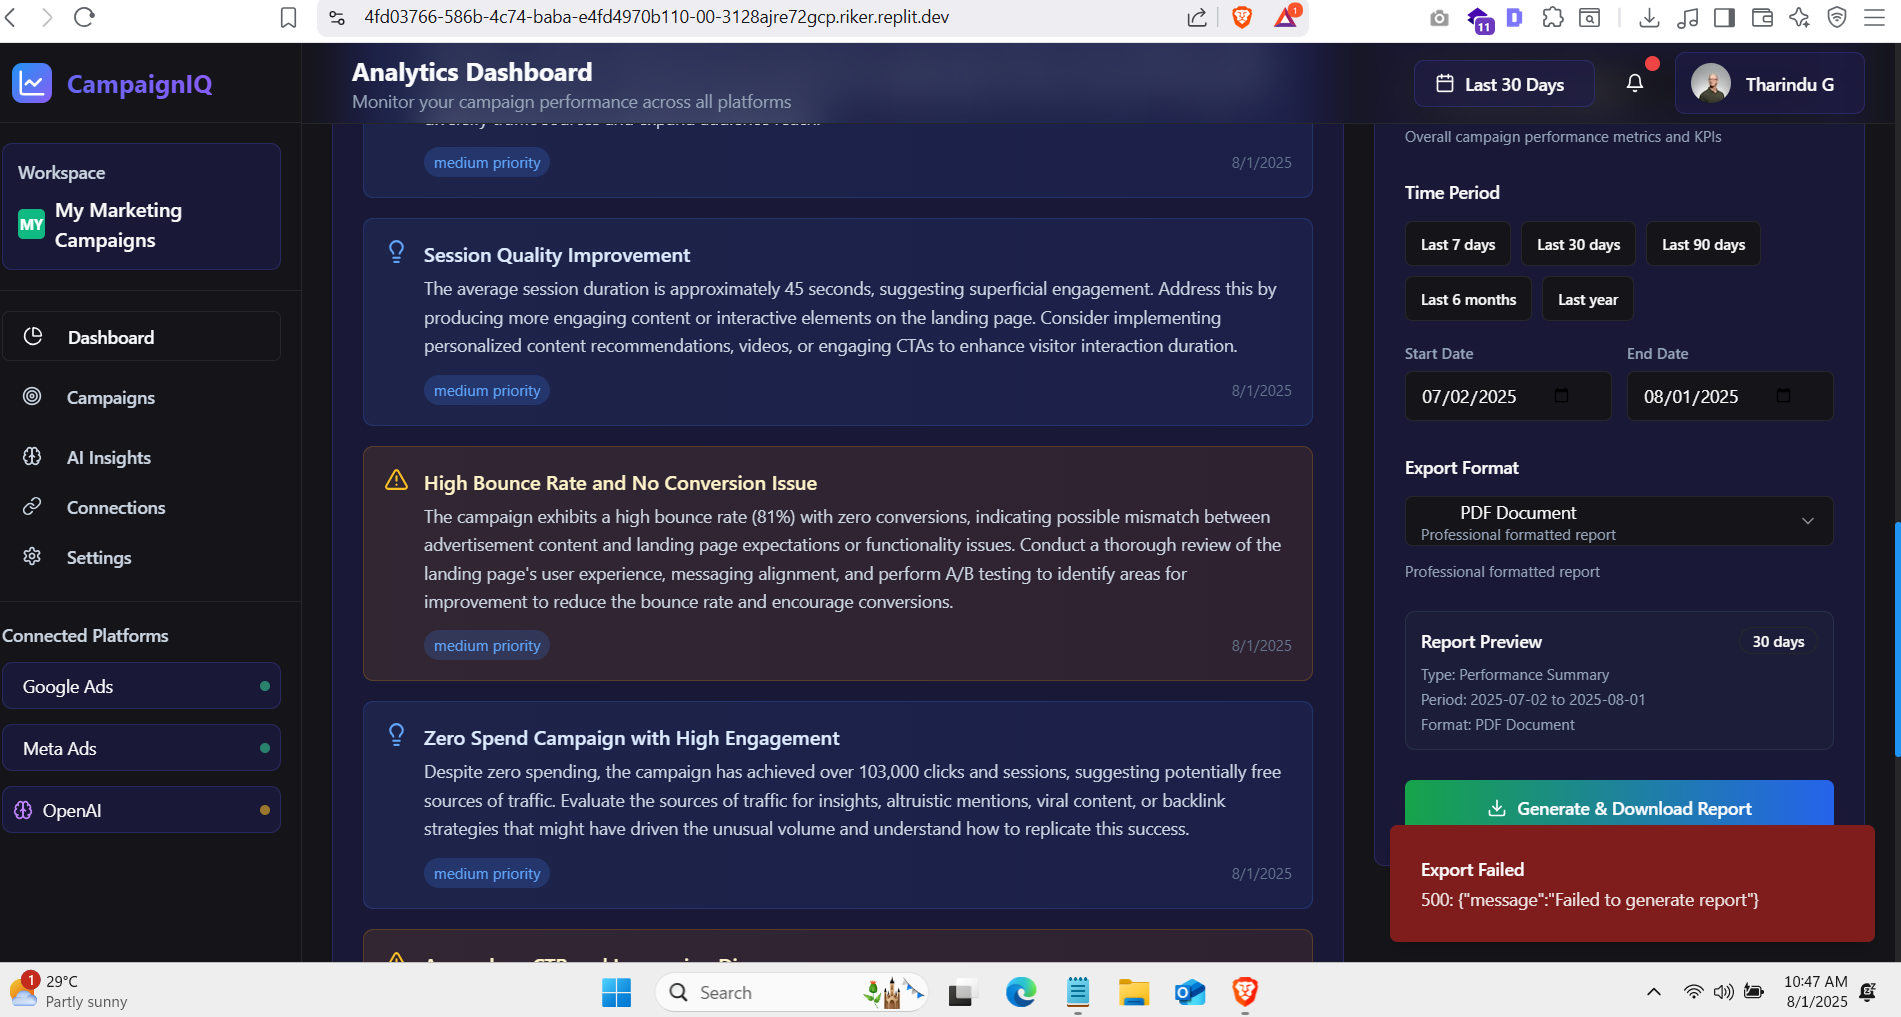 4fd03766-586b-4c74-baba-e4fd4970b110-00-3128ajre72gcp.riker.replit.dev
1
11
CampaignIQ
Analytics Dashboard
Monitor your campaign performance across all platforms
Last 30 Days
Tharindu G
Workspace
MY
My Marketing
Campaigns
Dashboard
Campaigns
AI Insights
Connections
Settings
Connected Platforms
Google Ads
Meta Ads
OpenAI
medium priority
8/1/2025
Session Quality Improvement
The average session duration is approximately 45 seconds, suggesting superficial engagement. Address this by
producing more engaging content or interactive elements on the landing page. Consider implementing
personalized content recommendations, videos, or engaging CTAs to enhance visitor interaction duration.
medium priority
8/1/2025
High Bounce Rate and No Conversion Issue
The campaign exhibits a high bounce rate (81%) with zero conversions, indicating possible mismatch between
advertisement content and landing page expectations or functionality issues. Conduct a thorough review of the
landing page's user experience, messaging alignment, and perform A/B testing to identify areas for
improvement to reduce the bounce rate and encourage conversions.
medium priority
8/1/2025
Zero Spend Campaign with High Engagement
Despite zero spending, the campaign has achieved over 103,000 clicks and sessions, suggesting potentially free
sources of traffic. Evaluate the sources of traffic for insights, altruistic mentions, viral content, or backlink
strategies that might have driven the unusual volume and understand how to replicate this success.
medium priority
8/1/2025
Overall campaign performance metrics and KPIs
Time Period
Last 7 days
Last 30 days
Last 90 days
Last 6 months
Last year
Start Date
End Date
07/02/2025
08/01/2025
Export Format
PDF Document
Professional formatted report
Professional formatted report
Report Preview
30 days
Type: Performance Summary
Period: 2025-07-02 to 2025-08-01
Format: PDF Document
Generate & Download Report
Export Failed
500: {"message":"Failed to generate report"}
1
29°C
Partly sunny
Search
10:47 AM
8/1/2025